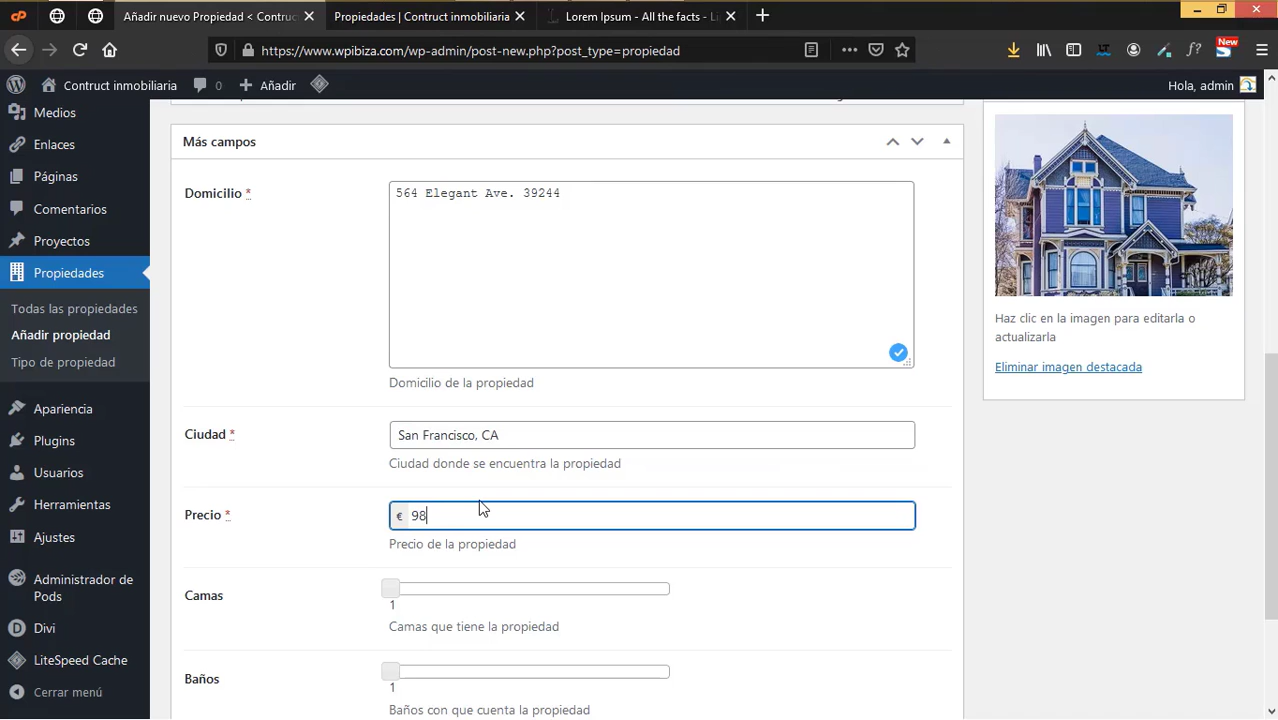 Añadir nuevo Propiedad < Contruc
Propiedades | Contruct inmobiliaria
Lorem Ipsum - All the facts - Li
New
https://www.wpibiza.com/wp-admin/post-new.php?post_type=propiedad
Contruct inmobiliaria
0
Añadir
Hola, admin
Medios
Enlaces
Páginas
Comentarios
Proyectos
Propiedades
Todas las propiedades
Añadir propiedad
Tipo de propiedad
Apariencia
Plugins
Usuarios
Herramientas
Ajustes
Administrador de
Pods
Divi
LiteSpeed Cache
Cerrar menú
Más campos
Domicilio *
564 Elegant Ave. 39244
Domicilio de la propiedad
Ciudad *
San Francisco, CA
Ciudad donde se encuentra la propiedad
Precio *
€ 98
Precio de la propiedad
Camas
1
Camas que tiene la propiedad
Baños
1
Baños con que cuenta la propiedad
Haz clic en la imagen para editarla o
actualizarla
Eliminar imagen destacada